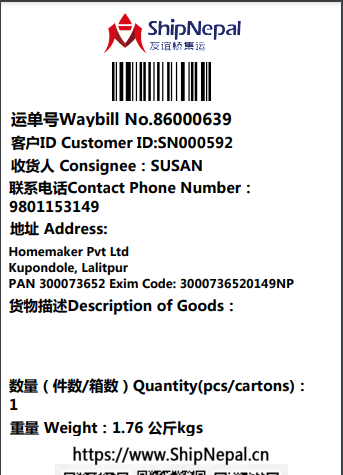 ShipNepal
友谊桥集运
运单号Waybill No.86000639
客户ID Customer ID:SN000592
收货人 Consignee：SUSAN
联系电话Contact Phone Number：
9801153149
地址 Address:
Homemaker Pvt Ltd
Kupondole, Lalitpur
PAN 300073652 Exim Code: 3000736520149NP
货物描述Description of Goods：
数量（件数/箱数）Quantity(pcs/cartons)：
1
重量 Weight：1.76 公斤kgs
https://www.ShipNepal.cn